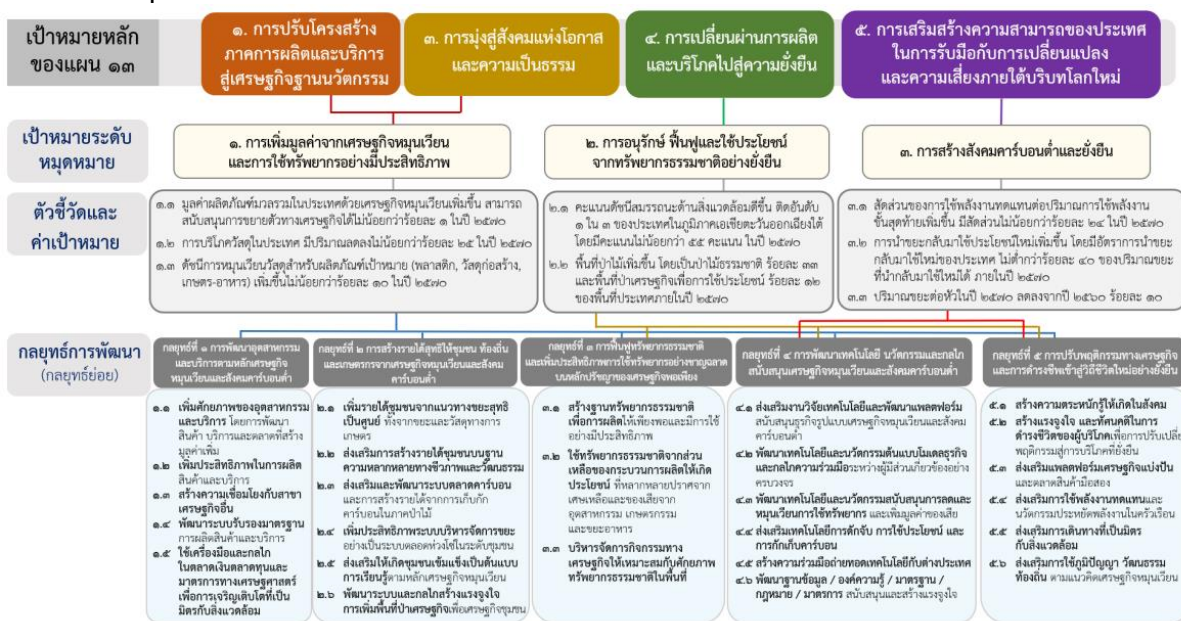 เป้าหมายหลัก
ของแผน ๑๓
๑. การปรับโครงสร้าง
ภาคการผลิตและบริการ
สู่เศรษฐกิจฐานนวัตกรรม
๓. การมุ่งสู่สังคมแห่งโอกาส
และความเป็นธรรม
๔. การเปลี่ยนผ่านการผลิต
และบริโภคไปสู่ความยั่งยืน
๕. การเสริมสร้างความสามารถของประเทศ
ในการรับมือกับการเปลี่ยนแปลง
และความเสี่ยงภายใต้บริบทโลกใหม่
เป้าหมายระดับ
หมุดหมาย
๑. การเพิ่มมูลค่าจากเศรษฐกิจหมุนเวียน
และการใช้ทรัพยากรอย่างมีประสิทธิภาพ
๒. การอนุรักษ์ ฟื้นฟูและใช้ประโยชน์
จากทรัพยากรธรรมชาติอย่างยั่งยืน
๓. การสร้างสังคมคาร์บอนต่ำและยั่งยืน
ตัวชี้วัดและ
ค่าเป้าหมาย
๑.๑ มูลค่าผลิตภัณฑ์มวลรวมในประเทศด้วยเศรษฐกิจหมุนเวียนเพิ่มขึ้น สามารถ
สนับสนุนการขยายตัวทางเศรษฐกิจได้ไม่น้อยกว่าร้อยละ ๑ ในปี ๒๕๗๐
๑.๒ การบริโภควัสดุในประเทศ มีปริมาณลดลงไม่น้อยกว่าร้อยละ ๒๕ ในปี ๒๕๗๐
๑.๓ ดัชนีการหมุนเวียนวัสดุสำหรับผลิตภัณฑ์เป้าหมาย (พลาสติก, วัสดุก่อสร้าง,
เกษตร-อาหาร) เพิ่มขึ้นไม่น้อยกว่าร้อยละ ๑๐ ในปี ๒๕๗๐
๒.๑ คะแนนดัชนีสมรรถนะด้านสิ่งแวดล้อมดีขึ้น ติดอันดับ
๑ ใน ๓ ของประเทศในภูมิภาคเอเชียตะวันออกเฉียงใต้
โดยมีคะแนนไม่น้อยกว่า ๕๕ คะแนน ในปี ๒๕๗๐
๒.๒ พื้นที่ป่าไม้เพิ่มขึ้น โดยเป็นป่าไม้ธรรมชาติ ร้อยละ ๓๓
และพื้นที่ป่าเศรษฐกิจเพื่อการใช้ประโยชน์ ร้อยละ ๑๒
ของพื้นที่ประเทศภายในปี ๒๕๗๐
๓.๑ สัดส่วนของการใช้พลังงานทดแทนต่อปริมาณการใช้พลังงาน
ขั้นสุดท้ายเพิ่มขึ้น มีสัดส่วนไม่น้อยกว่าร้อยละ ๒๔ ในปี ๒๕๗๐
๓.๒ การนำขยะกลับมาใช้ประโยชน์ใหม่เพิ่มขึ้น โดยมีอัตราการนำขยะ
กลับมาใช้ใหม่ของประเทศ ไม่ต่ำกว่าร้อยละ ๔๐ ของปริมาณขยะ
ที่นำกลับมาใช้ใหม่ได้ ภายในปี ๒๕๗๐
๓.๓ ปริมาณขยะต่อหัวในปี ๒๕๗๐ ลดลงจากปี ๒๕๖๐ ร้อยละ ๑๐
กลยุทธ์การพัฒนา
(กลยุทธ์ย่อย)
กลยุทธ์ที่ ๑ การพัฒนาอุตสาหกรรม
และบริการตามหลักเศรษฐกิจ
หมุนเวียนและสังคมคาร์บอนต่ำ
๑.๑ เพิ่มศักยภาพของอุตสาหกรรม
และบริการ โดยการพัฒนา
สินค้า บริการและตลาดที่สร้าง
มูลค่าเพิ่ม
๑.๒ เพิ่มประสิทธิภาพในการผลิต
สินค้าและบริการ
๑.๓ สร้างความเชื่อมโยงกับสาขา
เศรษฐกิจอื่น
๑.๔ พัฒนาระบบรับรองมาตรฐาน
การผลิตสินค้าและบริการ
๑.๕ ใช้เครื่องมือและกลไก
ในตลาดเงินตลาดทุนและ
มาตรการทางเศรษฐศาสตร์
เพื่อการเจริญเติบโตที่เป็น
มิตรกับสิ่งแวดล้อม
กลยุทธ์ที่ ๒ การสร้างรายได้สุทธิให้ชุมชน ท้องถิ่น
และเกษตรกรจากเศรษฐกิจหมุนเวียนและสังคม
คาร์บอนต่ำ
๒.๑ เพิ่มรายได้ชุมชนจากแนวทางขยะสุทธิ
เป็นศูนย์ ทั้งจากขยะและวัสดุทางการ
เกษตร
๒.๒ ส่งเสริมการสร้างรายได้ชุมชนบนฐาน
ความหลากหลายทางชีวภาพและวัฒนธรรม
๒.๓ ส่งเสริมและพัฒนาระบบตลาดคาร์บอน
และการสร้างรายได้จากการเก็บกัก
คาร์บอนในภาคป่าไม้
๒.๔ เพิ่มประสิทธิภาพระบบบริหารจัดการขยะ
อย่างเป็นระบบตลอดห่วงโซ่ในระดับชุมชน
๒.๕ ส่งเสริมให้เกิดชุมชนเข้มแข็งเป็นต้นแบบ
การเรียนรู้ตามหลักเศรษฐกิจหมุนเวียน
๒.๖ พัฒนาระบบและกลไกสร้างแรงจูงใจ
การเพิ่มพื้นที่ป่าเศรษฐกิจเพื่อเศรษฐกิจชุมชน
กลยุทธ์ที่ ๓ การฟื้นฟูทรัพยากรธรรมชาติ
และเพิ่มประสิทธิภาพการใช้ทรัพยากรอย่างชาญฉลาด
บนหลักปรัชญาของเศรษฐกิจพอเพียง
๓.๑ สร้างฐานทรัพยากรธรรมชาติ
เพื่อการผลิตให้เพียงพอและมีการใช้
อย่างมีประสิทธิภาพ
๓.๒ ใช้ทรัพยากรธรรมชาติจากส่วน
เหลือของกระบวนการผลิตให้เกิด
ประโยชน์ ที่หลากหลายปราศจาก
เศษเหลือและของเสียจาก
อุตสาหกรรม เกษตรกรรม
และขยะอาหาร
๓.๓ บริหารจัดการกิจกรรมทาง
เศรษฐกิจให้เหมาะสมกับศักยภาพ
ทรัพยากรธรรมชาติในพื้นที่
กลยุทธ์ที่ ๔ การพัฒนาเทคโนโลยี นวัตกรรมและกลไก
สนับสนุนเศรษฐกิจหมุนเวียนและสังคมคาร์บอนต่ำ
๔.๑ ส่งเสริมงานวิจัยเทคโนโลยีและพัฒนาแพลตฟอร์ม
สนับสนุนธุรกิจรูปแบบเศรษฐกิจหมุนเวียนและสังคม
คาร์บอนต่ำ
๔.๒ พัฒนาเทคโนโลยีและนวัตกรรมต้นแบบโมเดลธุรกิจ
และกลไกความร่วมมือระหว่างผู้มีส่วนเกี่ยวข้องอย่าง
ครบวงจร
๔.๓ พัฒนาเทคโนโลยีและนวัตกรรมสนับสนุนการลดและ
หมุนเวียนการใช้ทรัพยากร และเพิ่มมูลค่าของเสีย
๔.๔ ส่งเสริมเทคโนโลยีการดักจับ การใช้ประโยชน์ และ
การกักเก็บคาร์บอน
๔.๕ สร้างความร่วมมือถ่ายทอดเทคโนโลยีกับต่างประเทศ
๔.๖ พัฒนาฐานข้อมูล / องค์ความรู้ / มาตรฐาน /
กฎหมาย / มาตรการ สนับสนุนและสร้างแรงจูงใจ
กลยุทธ์ที่ ๕ การปรับพฤติกรรมทางเศรษฐกิจ
และการดำรงชีพเข้าสู่วิถีชีวิตใหม่อย่างยั่งยืน
๕.๑ สร้างความตระหนักรู้ให้เกิดในสังคม
๕.๒ สร้างแรงจูงใจ และทัศนคติในการ
ดำรงชีวิตของผู้บริโภคเพื่อการปรับเปลี่ย
พฤติกรรมสู่การบริโภคที่ยั่งยืน
๕.๓ ส่งเสริมแพลตฟอร์มเศรษฐกิจแบ่งปัน
และตลาดสินค้ามือสอง
๕.๔ ส่งเสริมการใช้พลังงานทดแทนและ
นวัตกรรมประหยัดพลังงานในครัวเรือน
๕.๕ ส่งเสริมการเดินทางที่เป็นมิตร
กับสิ่งแวดล้อม
๕.๖ ส่งเสริมการใช้ภูมิปัญญา วัฒนธรรม
ท้องถิ่น ตามแนวคิดเศรษฐกิจหมุนเวียน